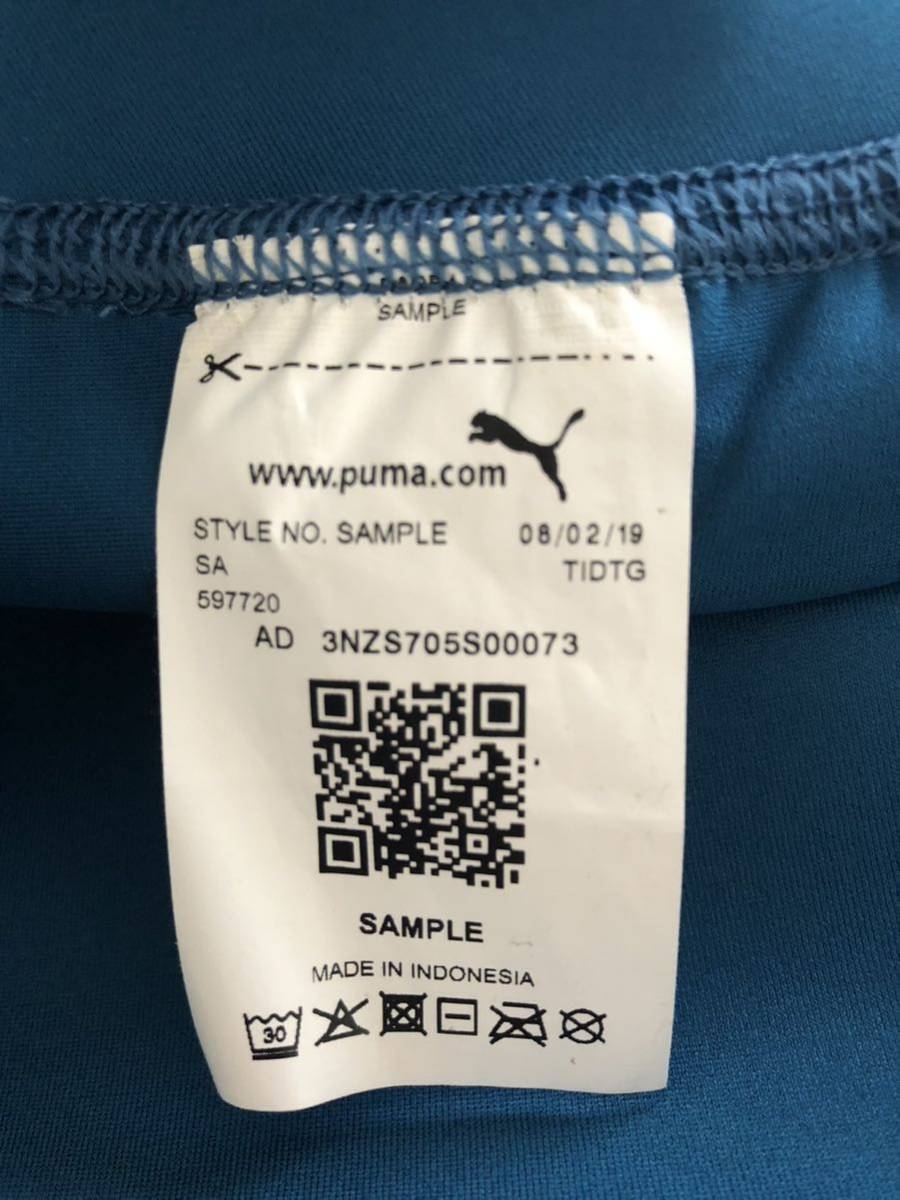 SAMPLE
www.puma.com
STYLE NO. SAMPLE 08/02/19
SA TIDTG
597720
AD 3NZS705S00073
SAMPLE
MADE IN INDONESIA
30